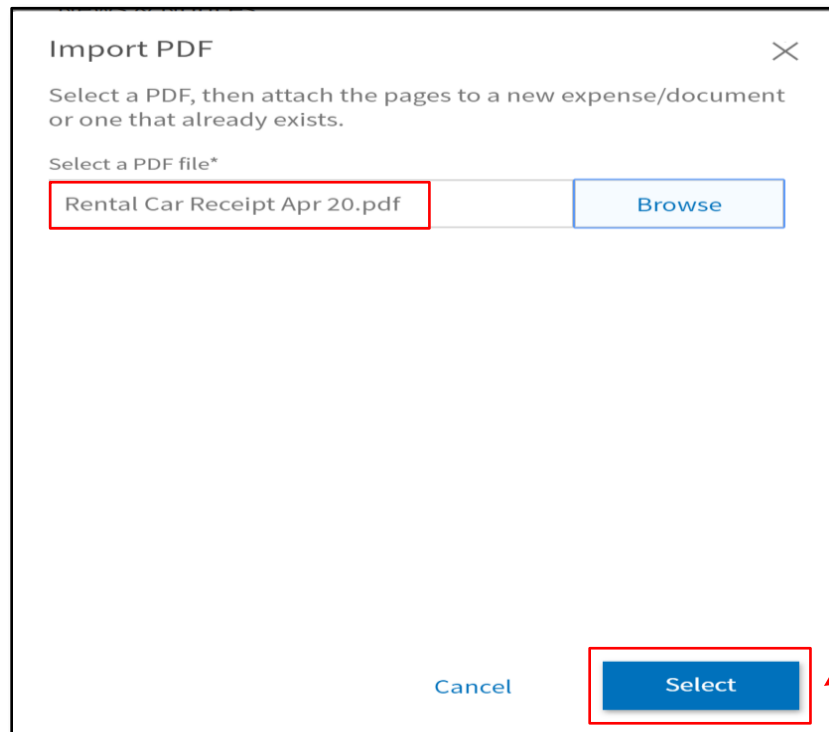 Import PDF
Select a PDF, then attach the pages to a new expense/document
or one that already exists.
Select a PDF file*
Rental Car Receipt Apr 20.pdf
Browse
Cancel
Select